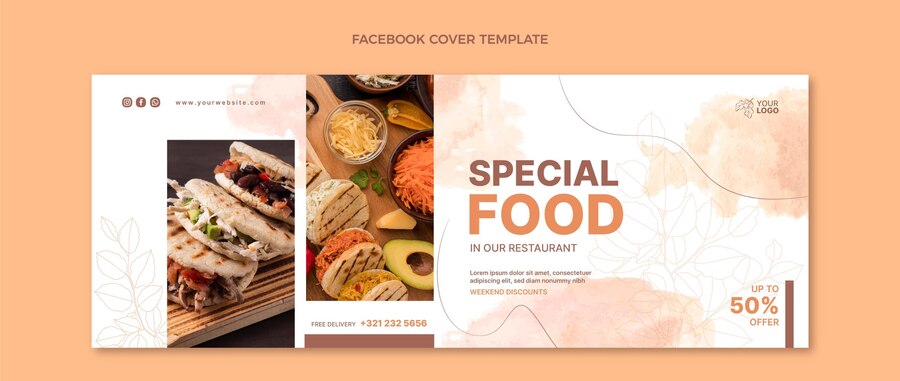 FACEBOOK COVER TEMPLATE
www.yourwebsite.com
YOUR
LOGO
SPECIAL
FOOD
IN OUR RESTAURANT
Lorem ipsum dolor sit amet, consectetuer
adipiscing elit, sed diam nonummy nibh
WEEKEND DISCOUNTS
UP TO
50%
OFFER
FREE DELIVERY +321 232 5656